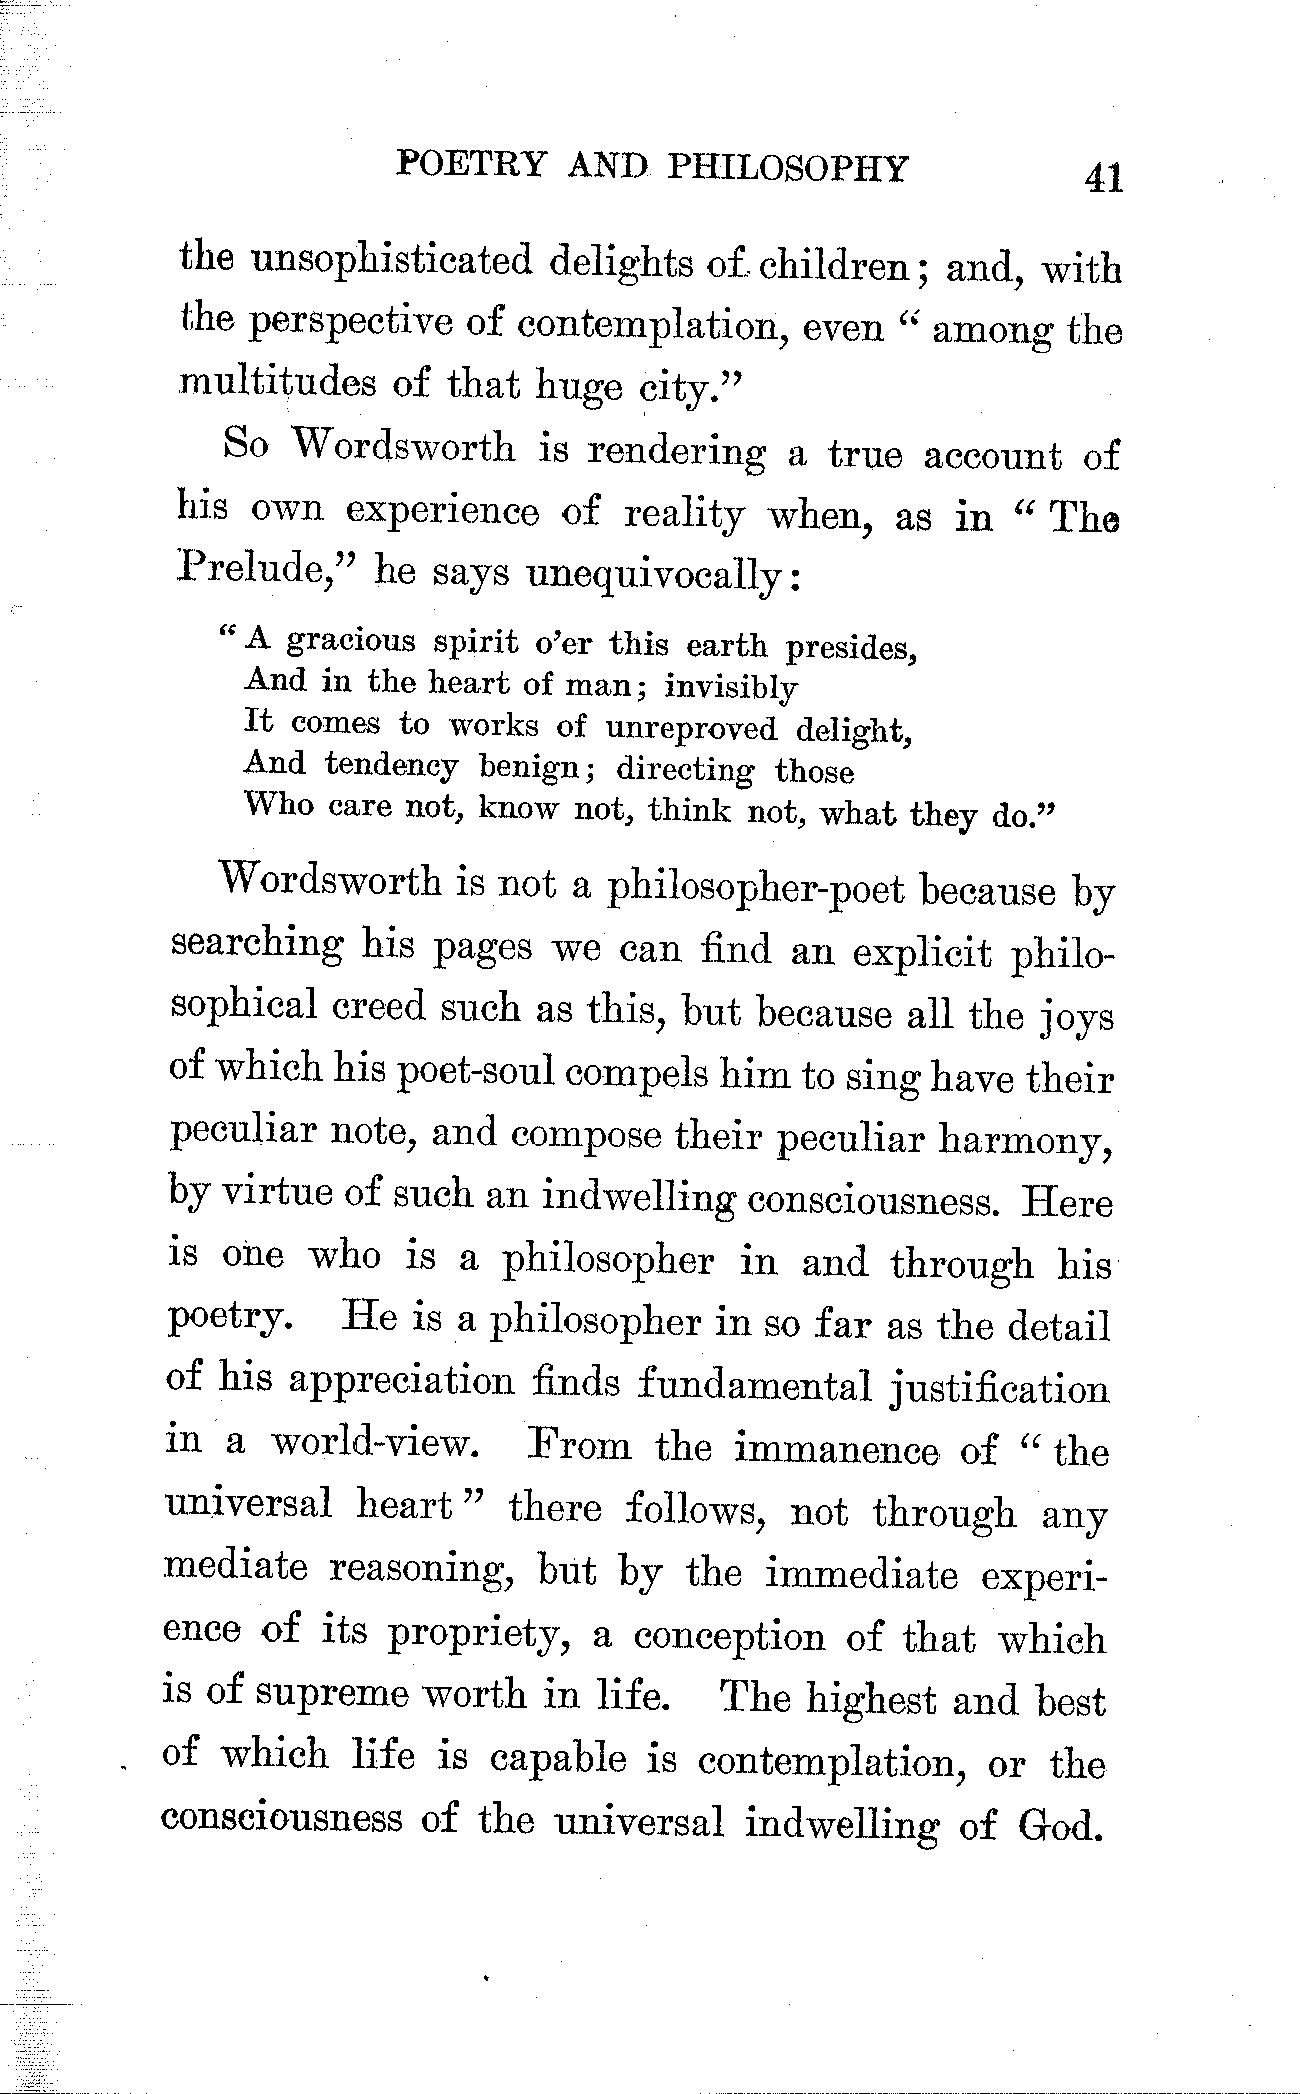 POETRY AND PHILOSOPHY 41
the unsophisticated delights of children; and, with
the perspective of contemplation, even " among the
multitudes of that huge city."
So Wordsworth is rendering a true account of
his own experience of reality when, as in " The
Prelude," he says unequivocally:
" A gracious spirit o'er this earth presides,
And in the heart of man; invisibly
It comes to works of unreproved delight,
And tendency benign; directing those
Who care not, know not, think not, what they do."
Wordsworth is not a philosopher-poet because by
searching his pages we can find an explicit philo-
sophical creed such as this, but because all the joys
of which his poet-soul compels him to sing have their
peculiar note, and compose their peculiar harmony,
by virtue of such an indwelling consciousness. Here
is one who is a philosopher in and through his
poetry. He is a philosopher in so far as the detail
of his appreciation finds fundamental justification
in a world-view. From the immanence of " the
universal heart " there follows, not through any
mediate reasoning, but by the immediate experi-
ence of its propriety, a conception of that which
is of supreme worth in life. The highest and best
of which life is capable is contemplation, or the
consciousness of the universal indwelling of God.